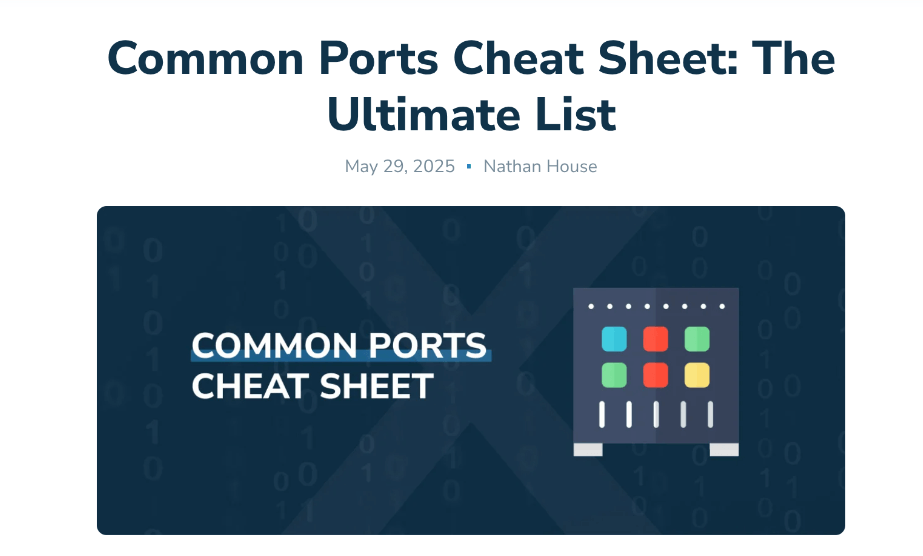 Common Ports Cheat Sheet: The
Ultimate List
May 29, 2025 ▪ Nathan House
COMMON PORTS
CHEAT SHEET